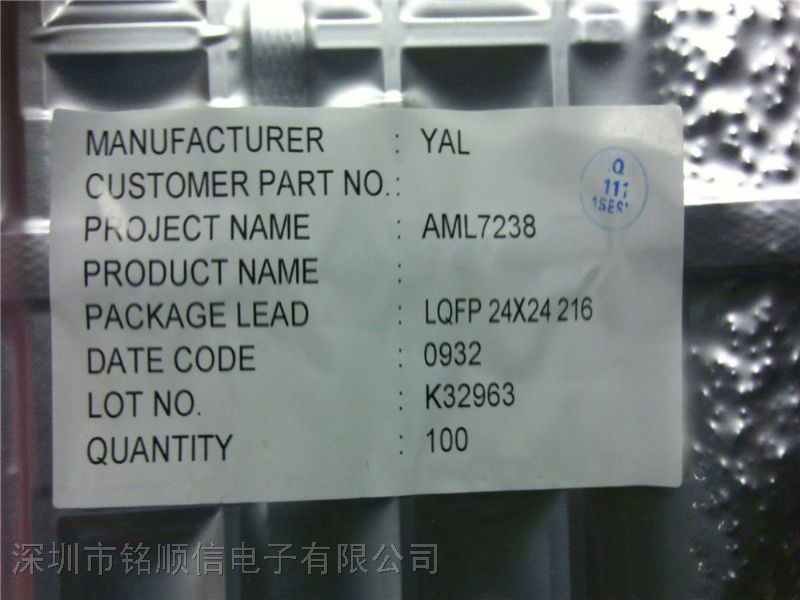 MANUFACTURER : YAL
CUSTOMER PART NO. :
PROJECT NAME : AML7238
PRODUCT NAME :
PACKAGE LEAD : LQFP 24X24 216
DATE CODE : 0932
LOT NO. : K32963
QUANTITY : 100
Q
111
深圳市铭顺信电子有限公司